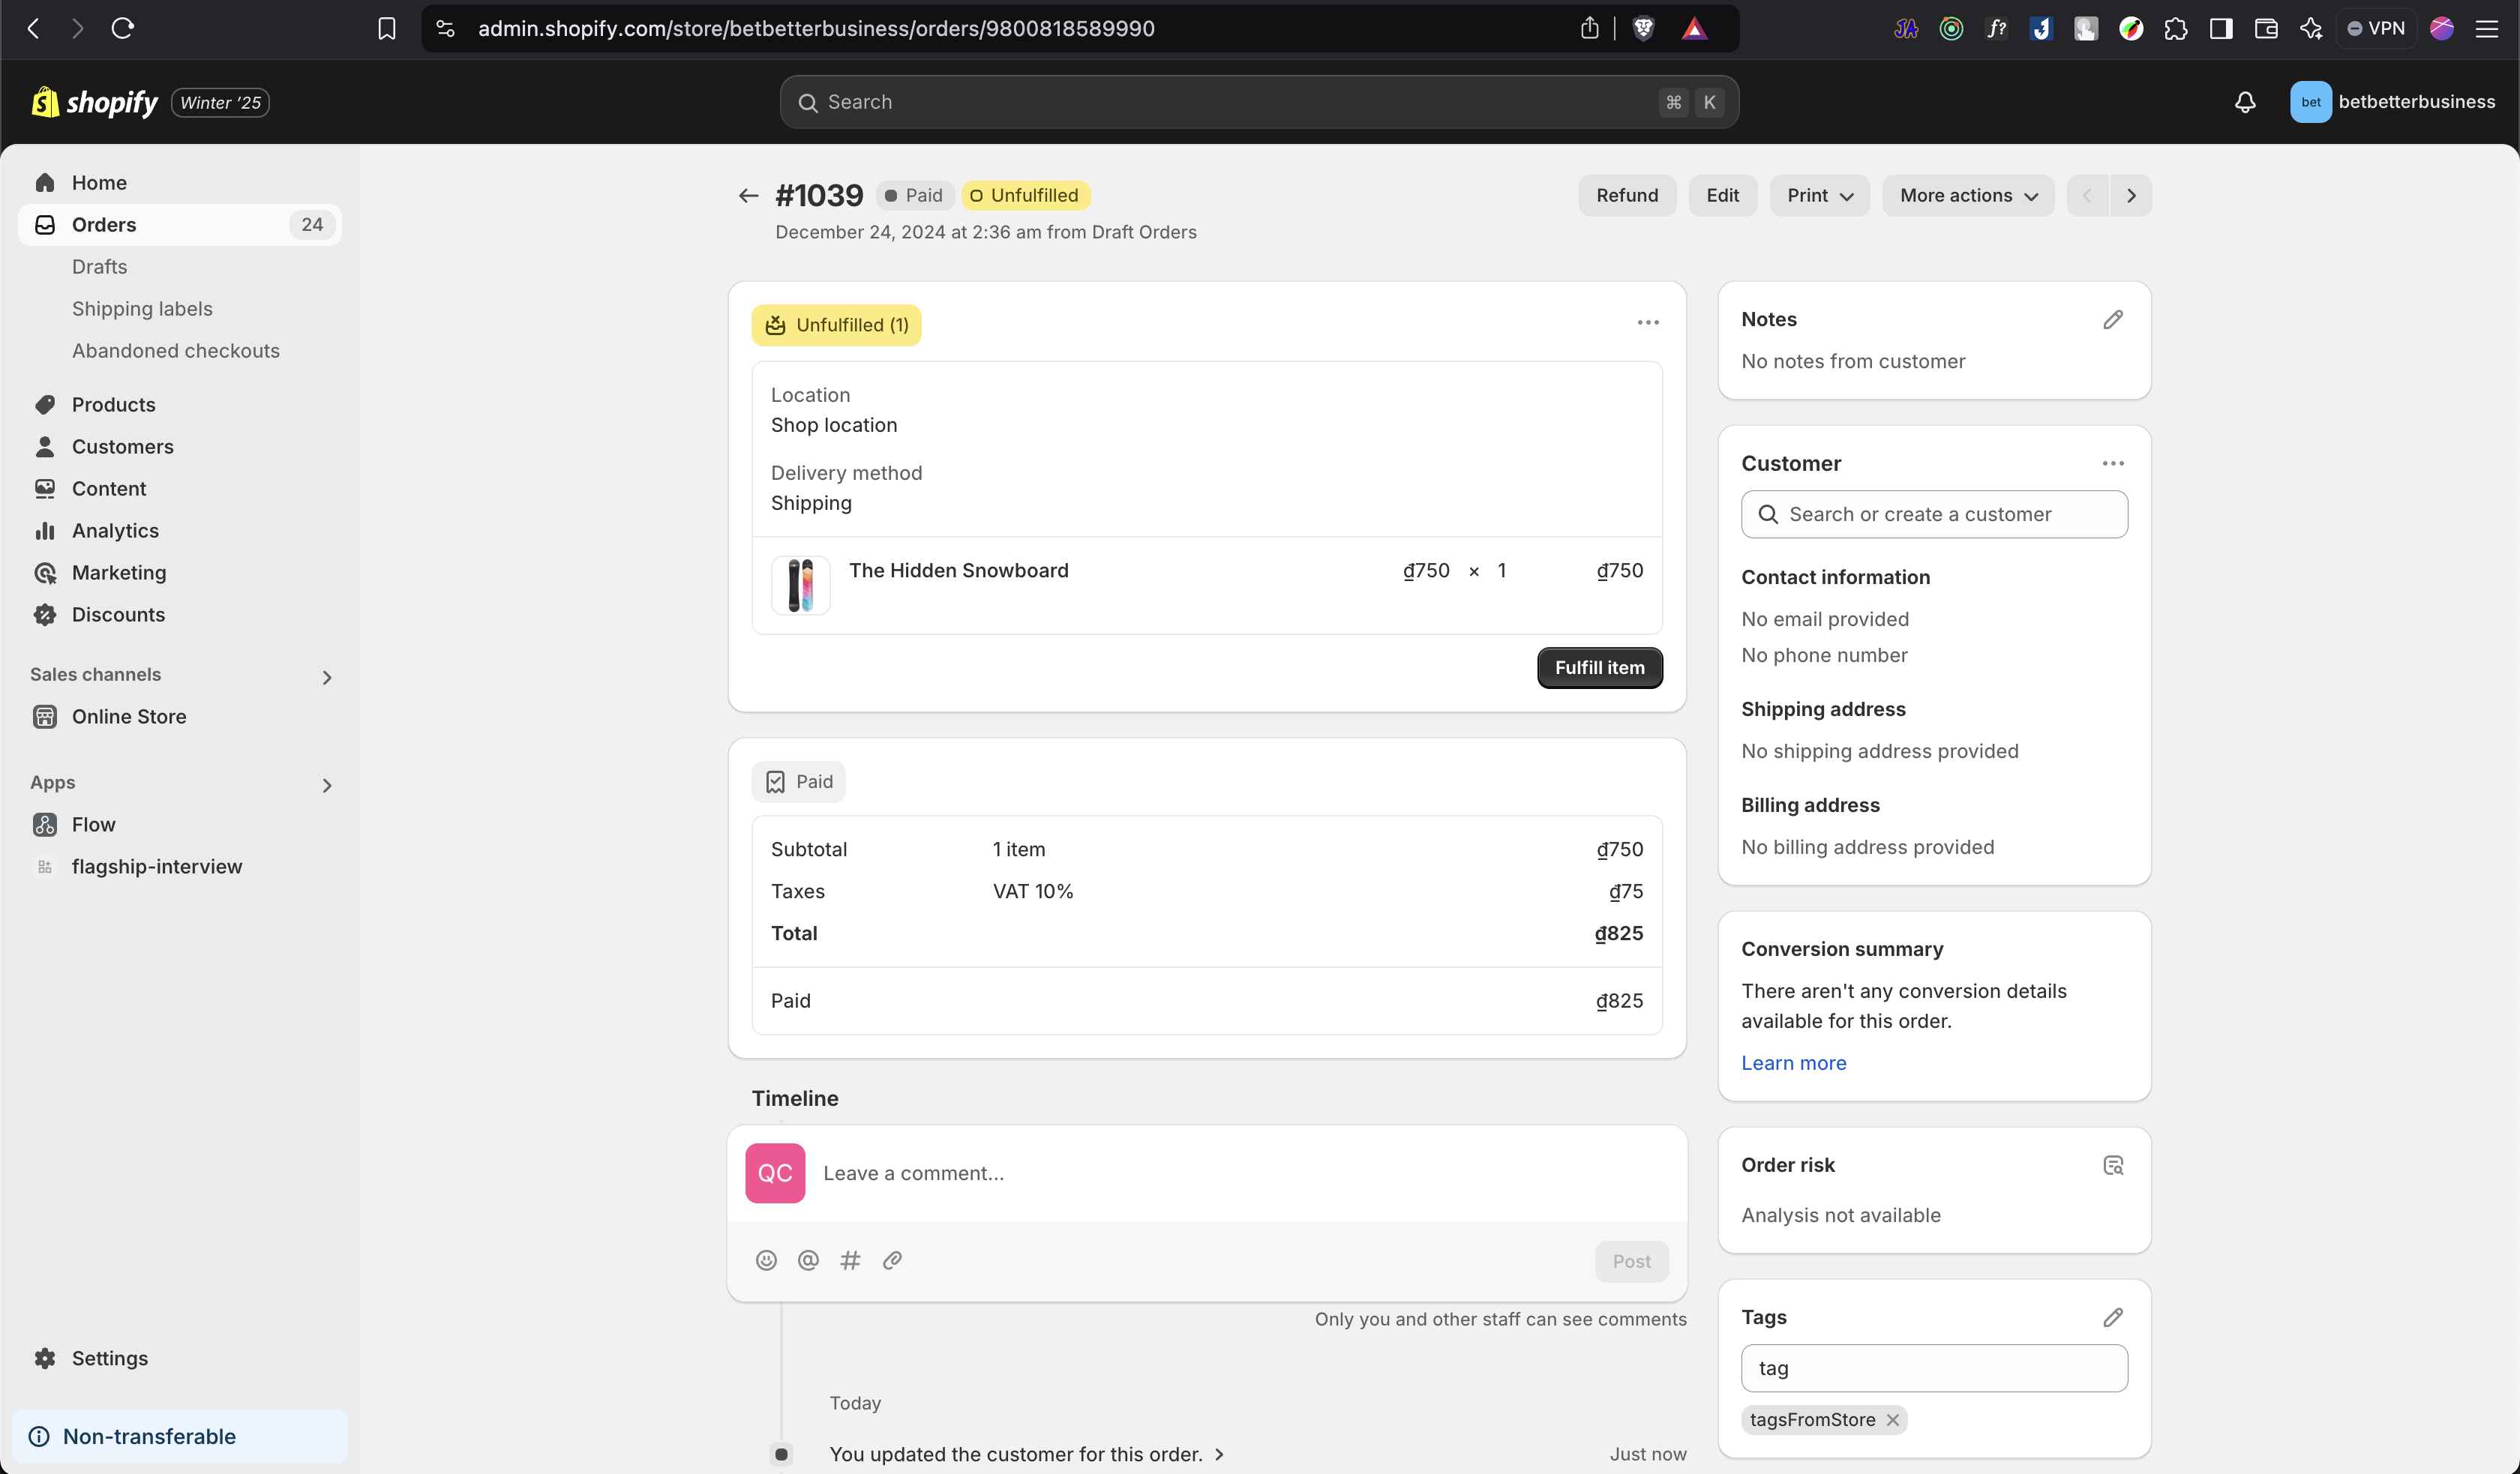 admin.shopify.com/store/betbetterbusiness/orders/9800818589990
VPN
shopify
Winter '25
Search
⌘ K
bet
betbetterbusiness
Home
Orders
24
Drafts
Shipping labels
Abandoned checkouts
Products
Customers
Content
Analytics
Marketing
Discounts
Sales channels
Online Store
Apps
Flow
flagship-interview
Settings
Non-transferable
#1039
Paid
Unfulfilled
Refund
Edit
Print
More actions
December 24, 2024 at 2:36 am from Draft Orders
Unfulfilled (1)
Location
Shop location
Delivery method
Shipping
The Hidden Snowboard
₫750 × 1
₫750
Fulfill item
Paid
Subtotal 1 item ₫750
Taxes VAT 10% ₫75
Total ₫825
Paid ₫825
Timeline
QC
Leave a comment...
Post
Only you and other staff can see comments
Today
You updated the customer for this order.
Just now
Notes
No notes from customer
Customer
Search or create a customer
Contact information
No email provided
No phone number
Shipping address
No shipping address provided
Billing address
No billing address provided
Conversion summary
There aren't any conversion details
available for this order.
Learn more
Order risk
Analysis not available
Tags
tag
tagsFromStore